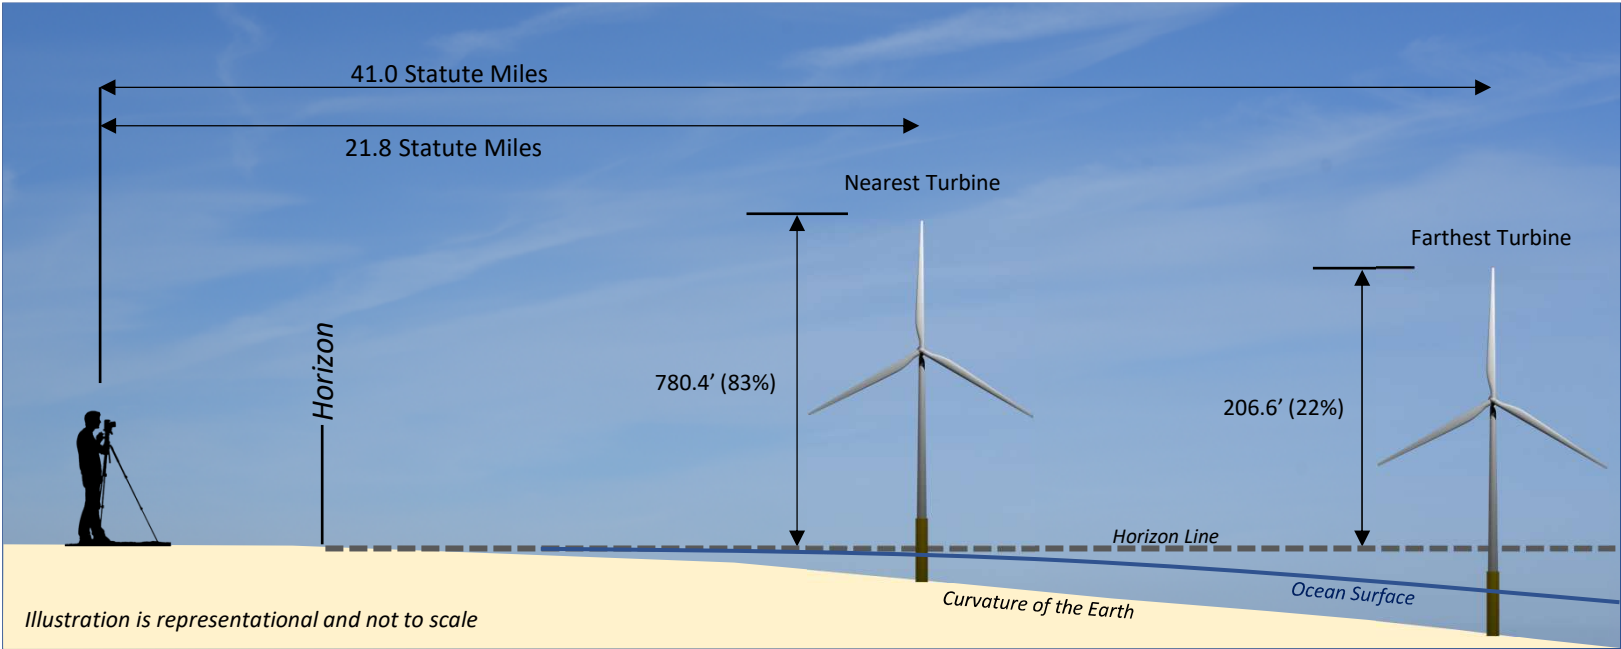 41.0 Statute Miles
21.8 Statute Miles
Nearest Turbine
Farthest Turbine
Horizon
780.4’ (83%)
206.6’ (22%)
Horizon Line
Ocean Surface
Curvature of the Earth
Illustration is representational and not to scale